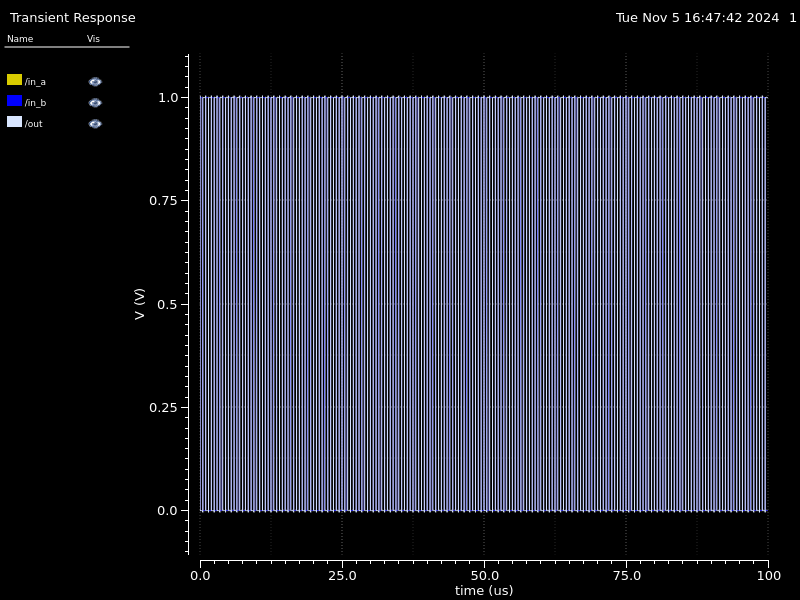 Transient Response
Tue Nov 5 16:47:42 2024 1
Name Vis
/in_a
/in_b
/out
1.0
0.75
0.5
0.25
0.0
V (V)
0.0 25.0 50.0 75.0 100
time (us)